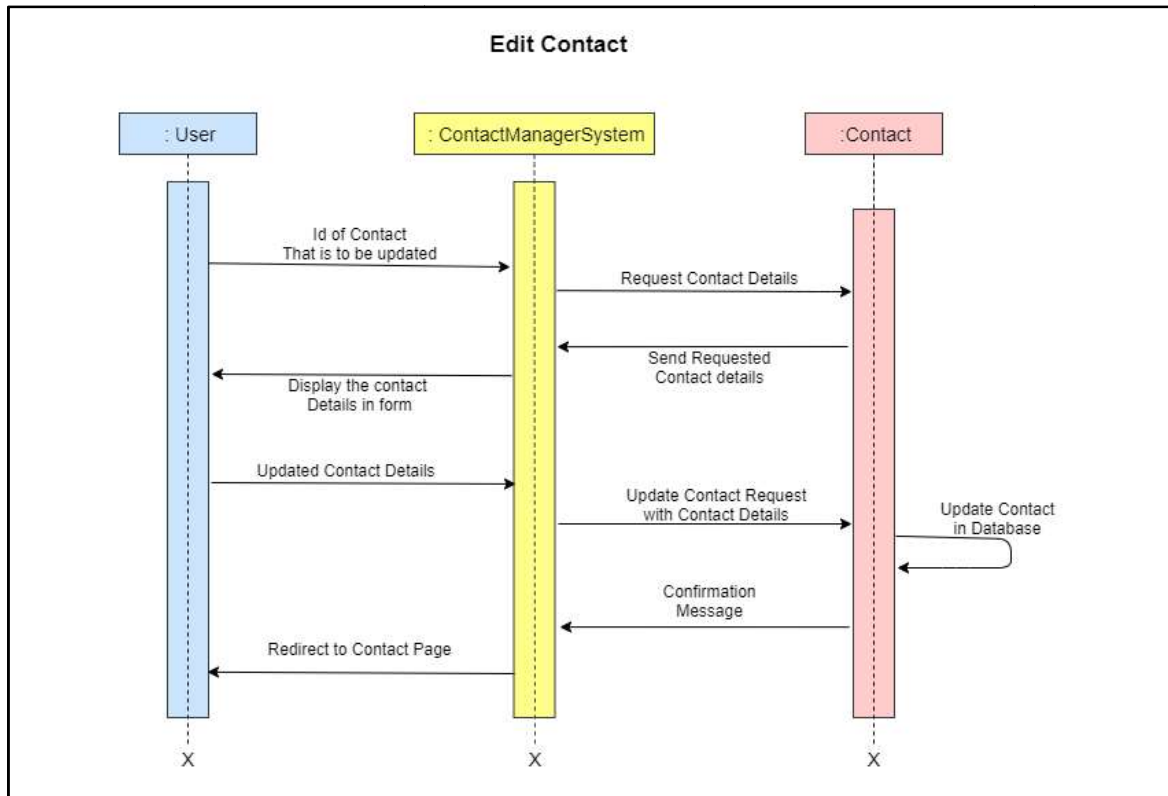 Edit Contact
: User
: ContactManagerSystem
:Contact
Id of Contact
That is to be updated
Request Contact Details
Send Requested
Contact details
Display the contact
Details in form
Updated Contact Details
Update Contact Request
with Contact Details
Update Contact
in Database
Confirmation
Message
Redirect to Contact Page
X
X
X